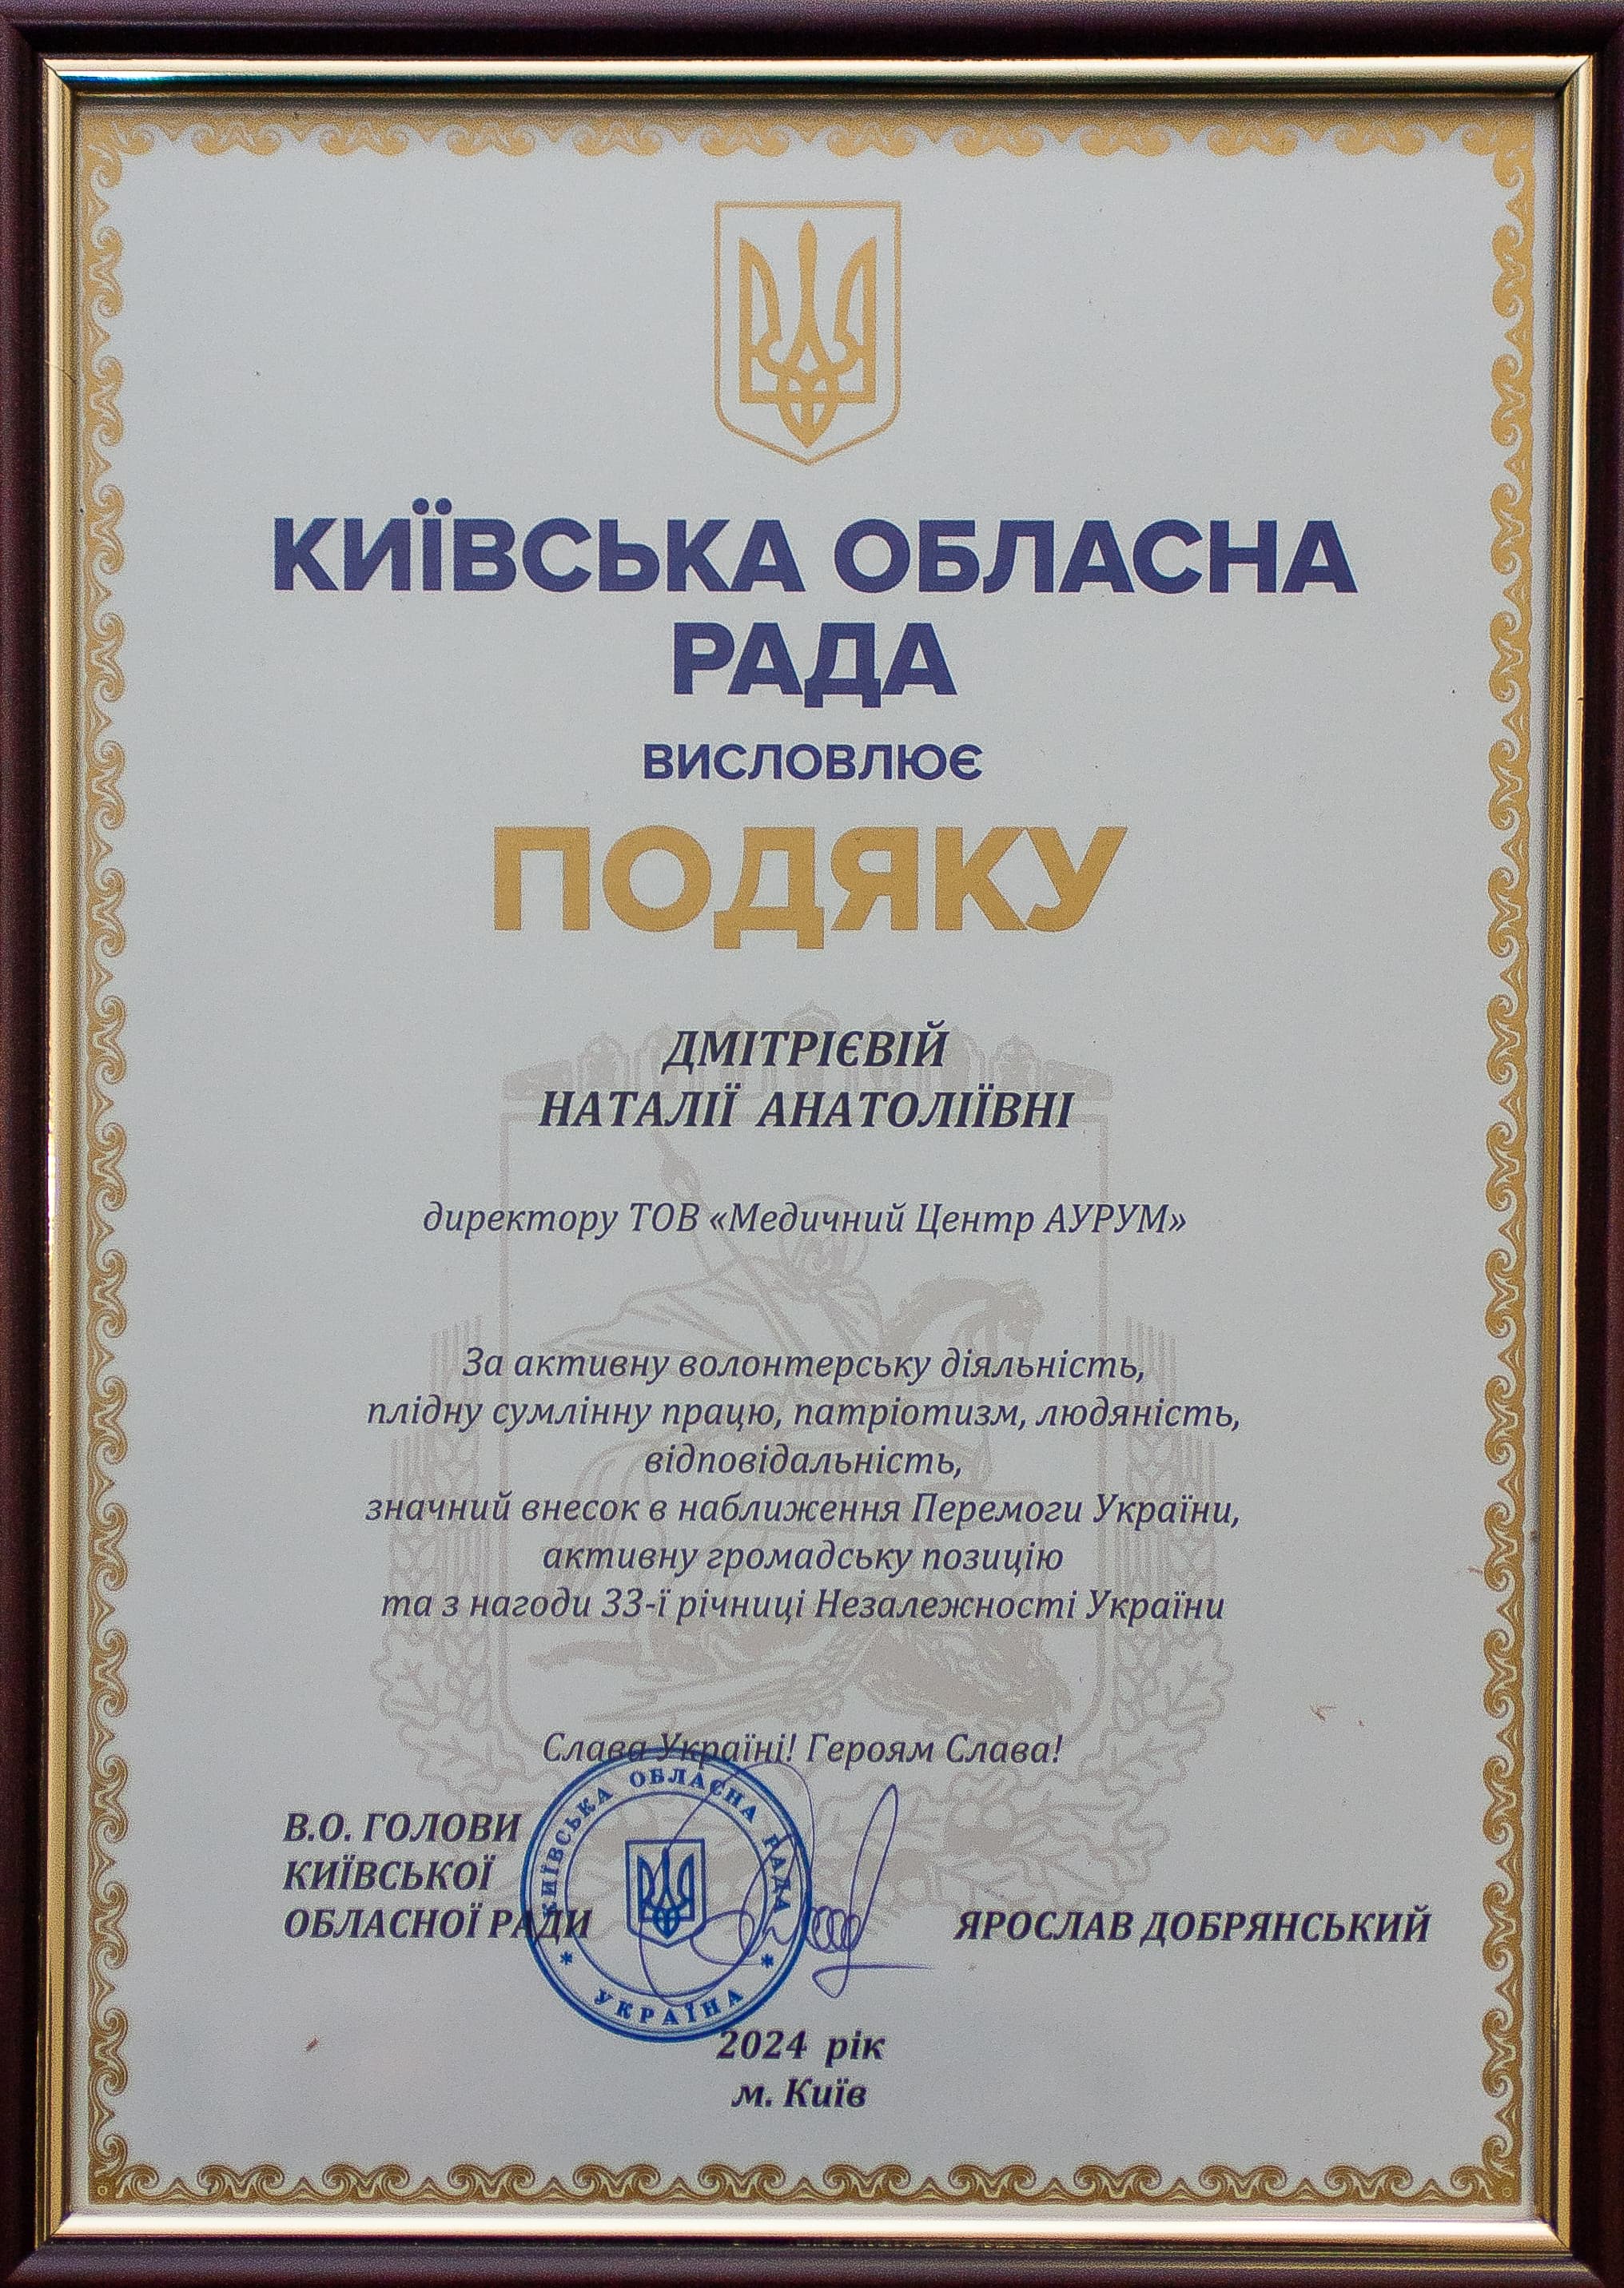 КИЇВСЬКА ОБЛАСНА
РАДА
ВИСЛОВЛЮЄ
ПОДЯКУ
ДМІТРІЄВІЙ
НАТАЛІЇ АНАТОЛІЇВНІ
директору ТОВ «Медичний Центр АУРУМ»
За активну волонтерську діяльність,
плідну сумлінну працю, патріотизм, людяність,
відповідальність,
значний внесок в наближення Перемоги України,
активну громадську позицію
та з нагоди 33-ї річниці Незалежності України
Слава Україні! Героям Слава!
В.О. ГОЛОВИ
КИЇВСЬКОЇ
ОБЛАСНОЇ РАДИ
ЯРОСЛАВ ДОБРЯНСЬКИЙ
КИЇВСЬКА ОБЛАСНА РАДА
* УКРАЇНА *
2024 рік
м. Київ